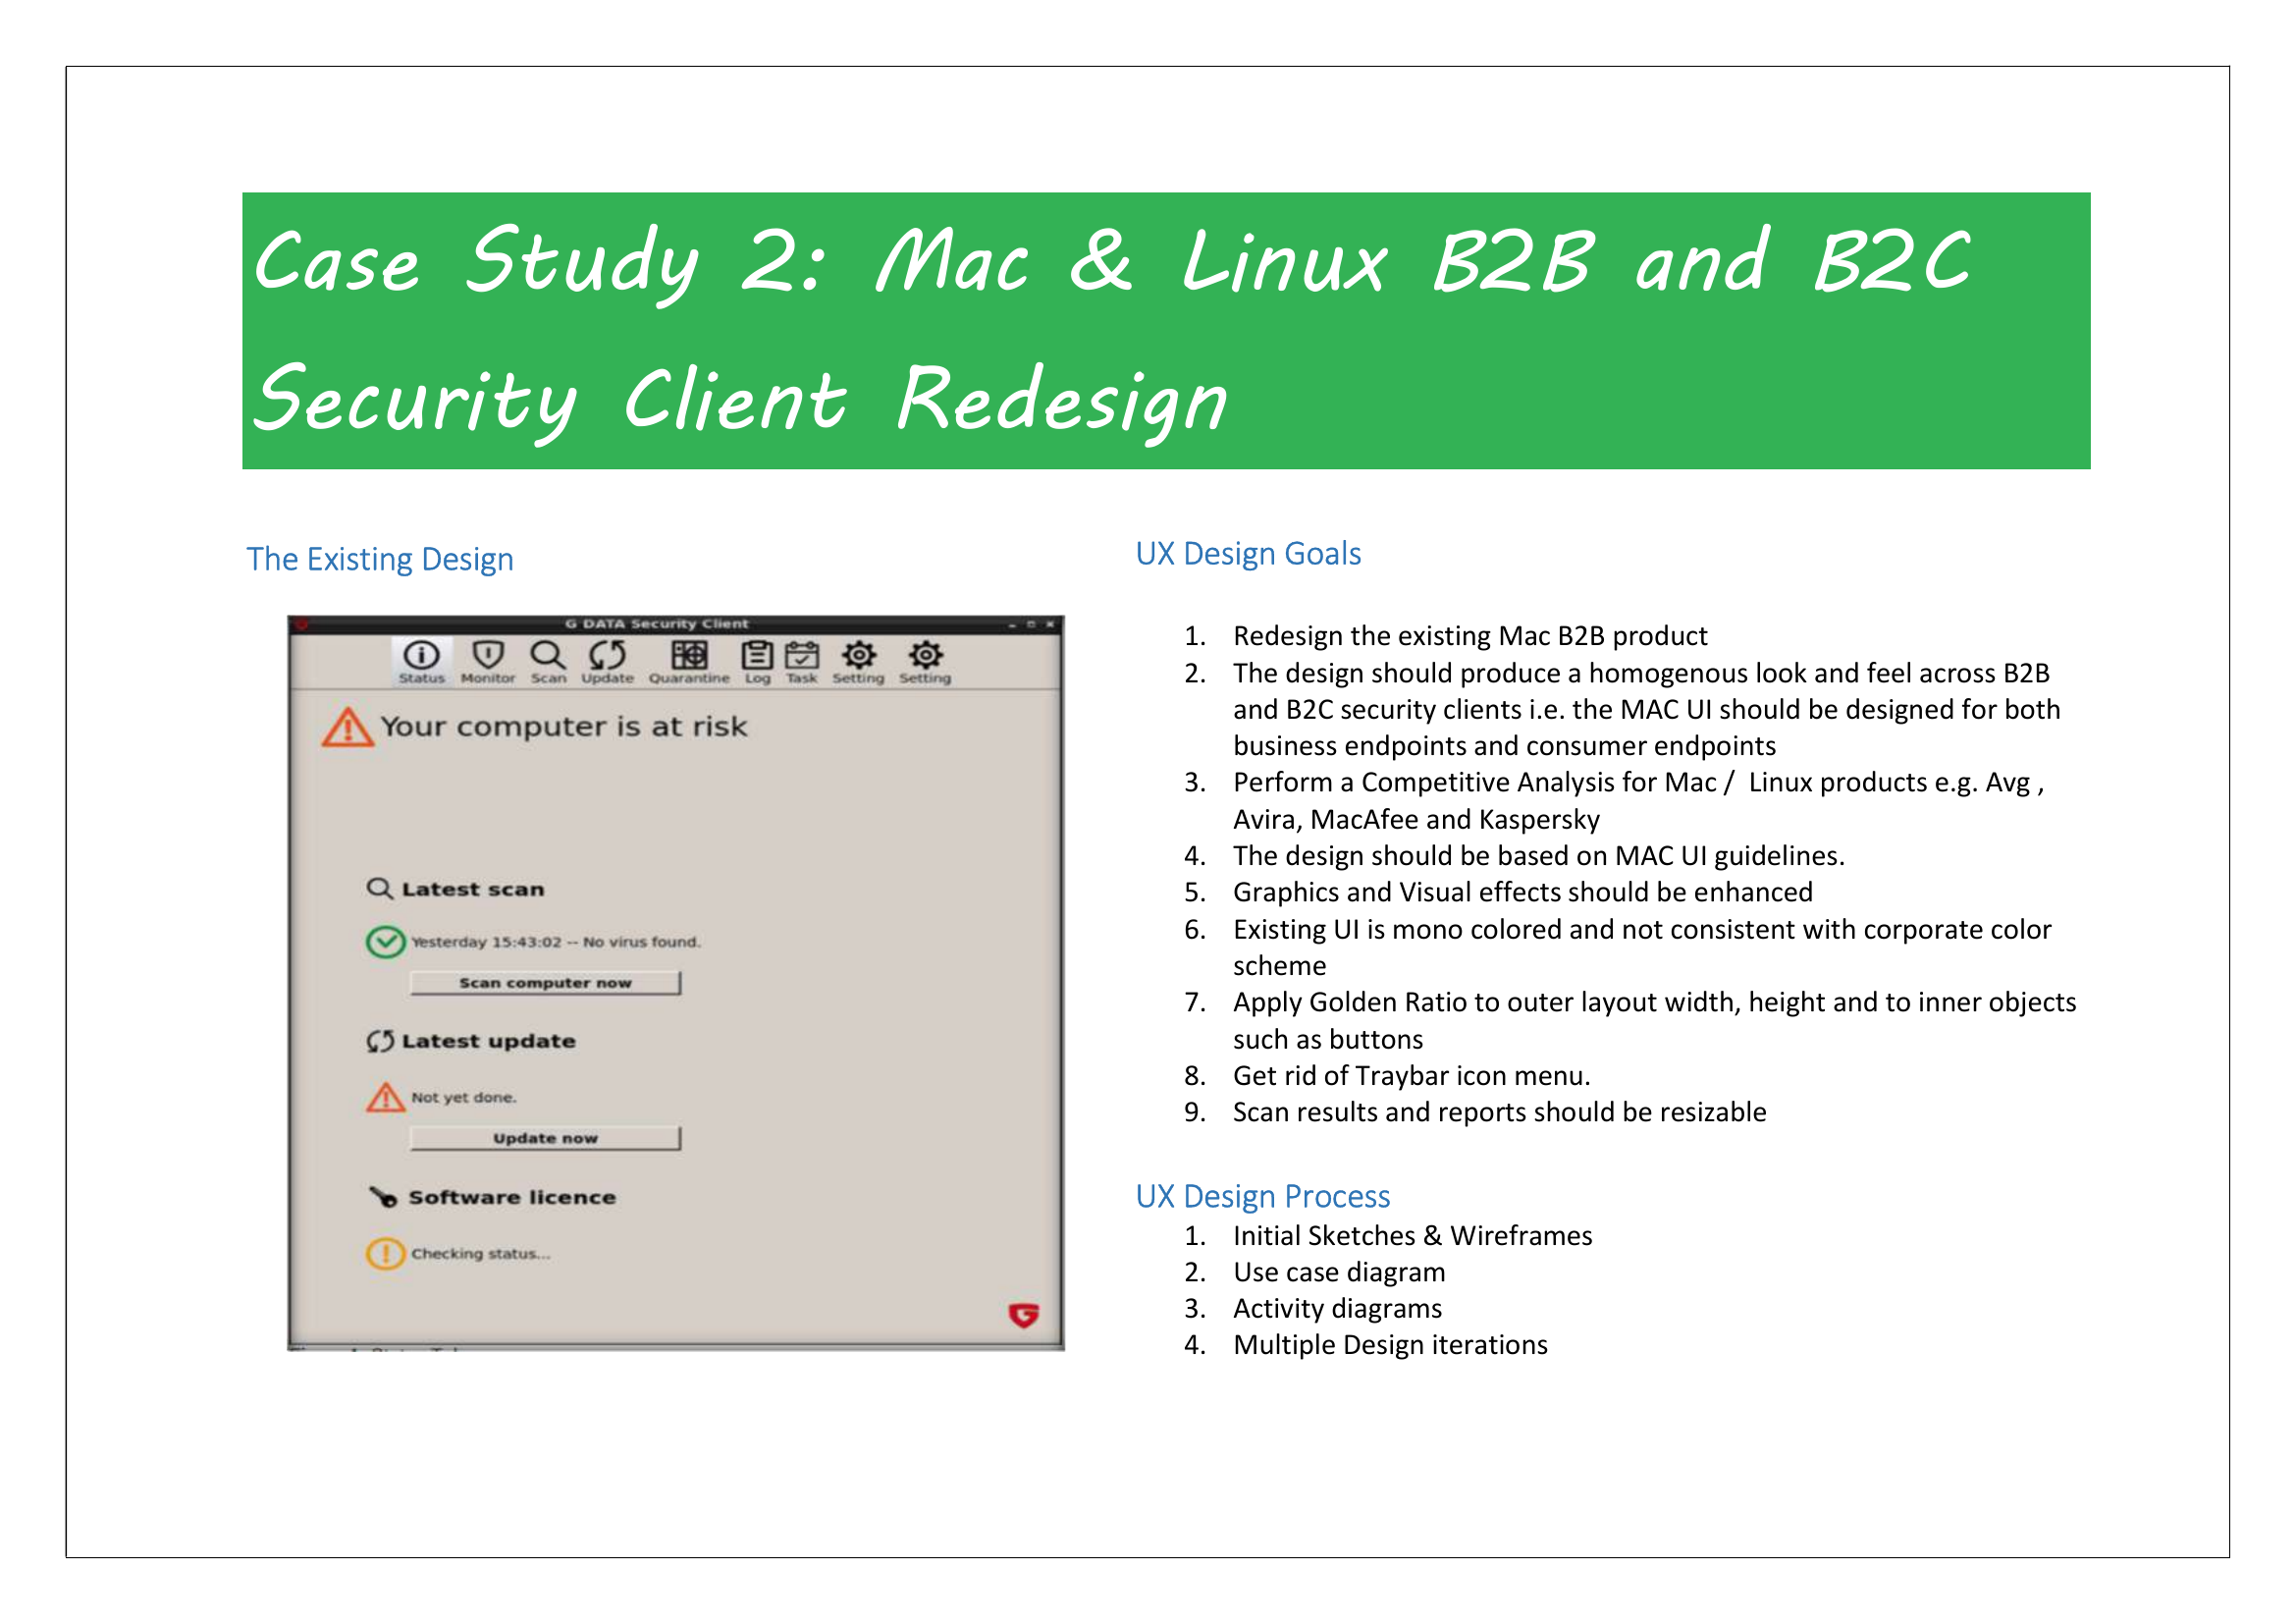 Case Study 2: Mac & Linux B2B and B2C
Security Client Redesign
The Existing Design
G DATA Security Client
Status Monitor Scan Update Quarantine Log Task Setting Setting
Your computer is at risk
Latest scan
Yesterday 15:43:02 -- No virus found.
Scan computer now
Latest update
Not yet done.
Update now
Software licence
Checking status...
G
UX Design Goals
1. Redesign the existing Mac B2B product
2. The design should produce a homogenous look and feel across B2B
and B2C security clients i.e. the MAC UI should be designed for both
business endpoints and consumer endpoints
3. Perform a Competitive Analysis for Mac / Linux products e.g. Avg ,
Avira, MacAfee and Kaspersky
4. The design should be based on MAC UI guidelines.
5. Graphics and Visual effects should be enhanced
6. Existing UI is mono colored and not consistent with corporate color
scheme
7. Apply Golden Ratio to outer layout width, height and to inner objects
such as buttons
8. Get rid of Traybar icon menu.
9. Scan results and reports should be resizable
UX Design Process
1. Initial Sketches & Wireframes
2. Use case diagram
3. Activity diagrams
4. Multiple Design iterations